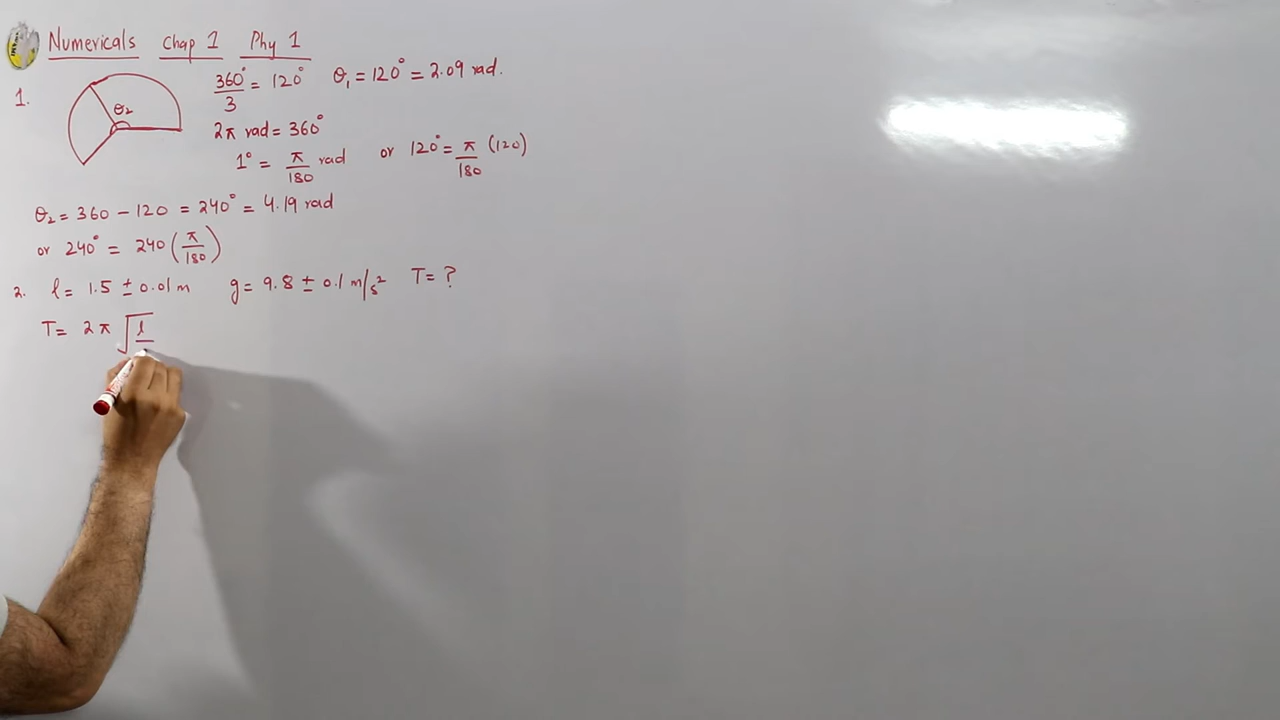 Numericals Chap 1 Phy 1
1.
θ₂
360°/3 = 120° θ₁ = 120° = 2.09 rad.
2π rad = 360°
1° = π/180 rad or 120° = π/180 (120)
θ₂ = 360 − 120 = 240° = 4.19 rad
or 240° = 240 (π/180)
2. l = 1.5 ± 0.01 m g = 9.8 ± 0.1 m/s² T = ?
T = 2π √l